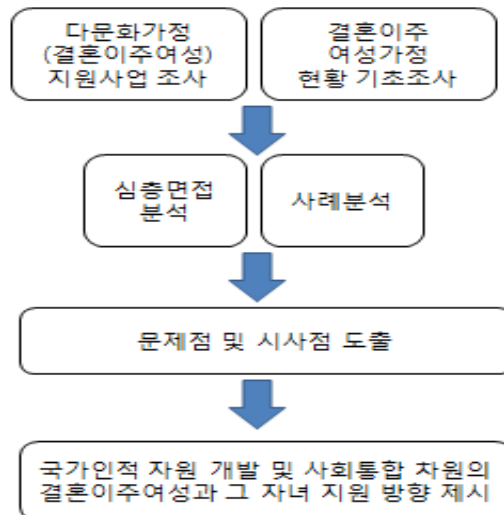 다문화가정
(결혼이주여성)
지원사업 조사
결혼이주
여성가정
현황 기초조사
심층면접
분석
사례분석
문제점 및 시사점 도출
국가인적 자원 개발 및 사회통합 차원의
결혼이주여성과 그 자녀 지원 방향 제시